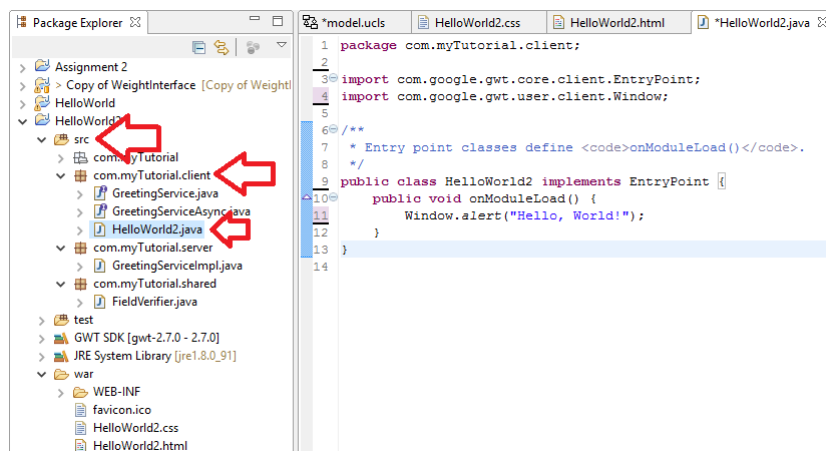 Package Explorer
Assignment 2
> Copy of WeightInterface [Copy of Weight
HelloWorld
HelloWorld2
src
com.myTutorial
com.myTutorial.client
GreetingService.java
GreetingServiceAsync.java
HelloWorld2.java
com.myTutorial.server
GreetingServiceImpl.java
com.myTutorial.shared
FieldVerifier.java
test
GWT SDK [gwt-2.7.0 - 2.7.0]
JRE System Library [jre1.8.0_91]
war
WEB-INF
favicon.ico
HelloWorld2.css
HelloWorld2.html
*model.ucls HelloWorld2.css HelloWorld2.html *HelloWorld2.java
1 package com.myTutorial.client;
2
3 import com.google.gwt.core.client.EntryPoint;
4 import com.google.gwt.user.client.Window;
5
6 /**
7 * Entry point classes define <code>onModuleLoad()</code>.
8 */
9 public class HelloWorld2 implements EntryPoint {
10 public void onModuleLoad() {
11 Window.alert("Hello, World!");
12 }
13 }
14